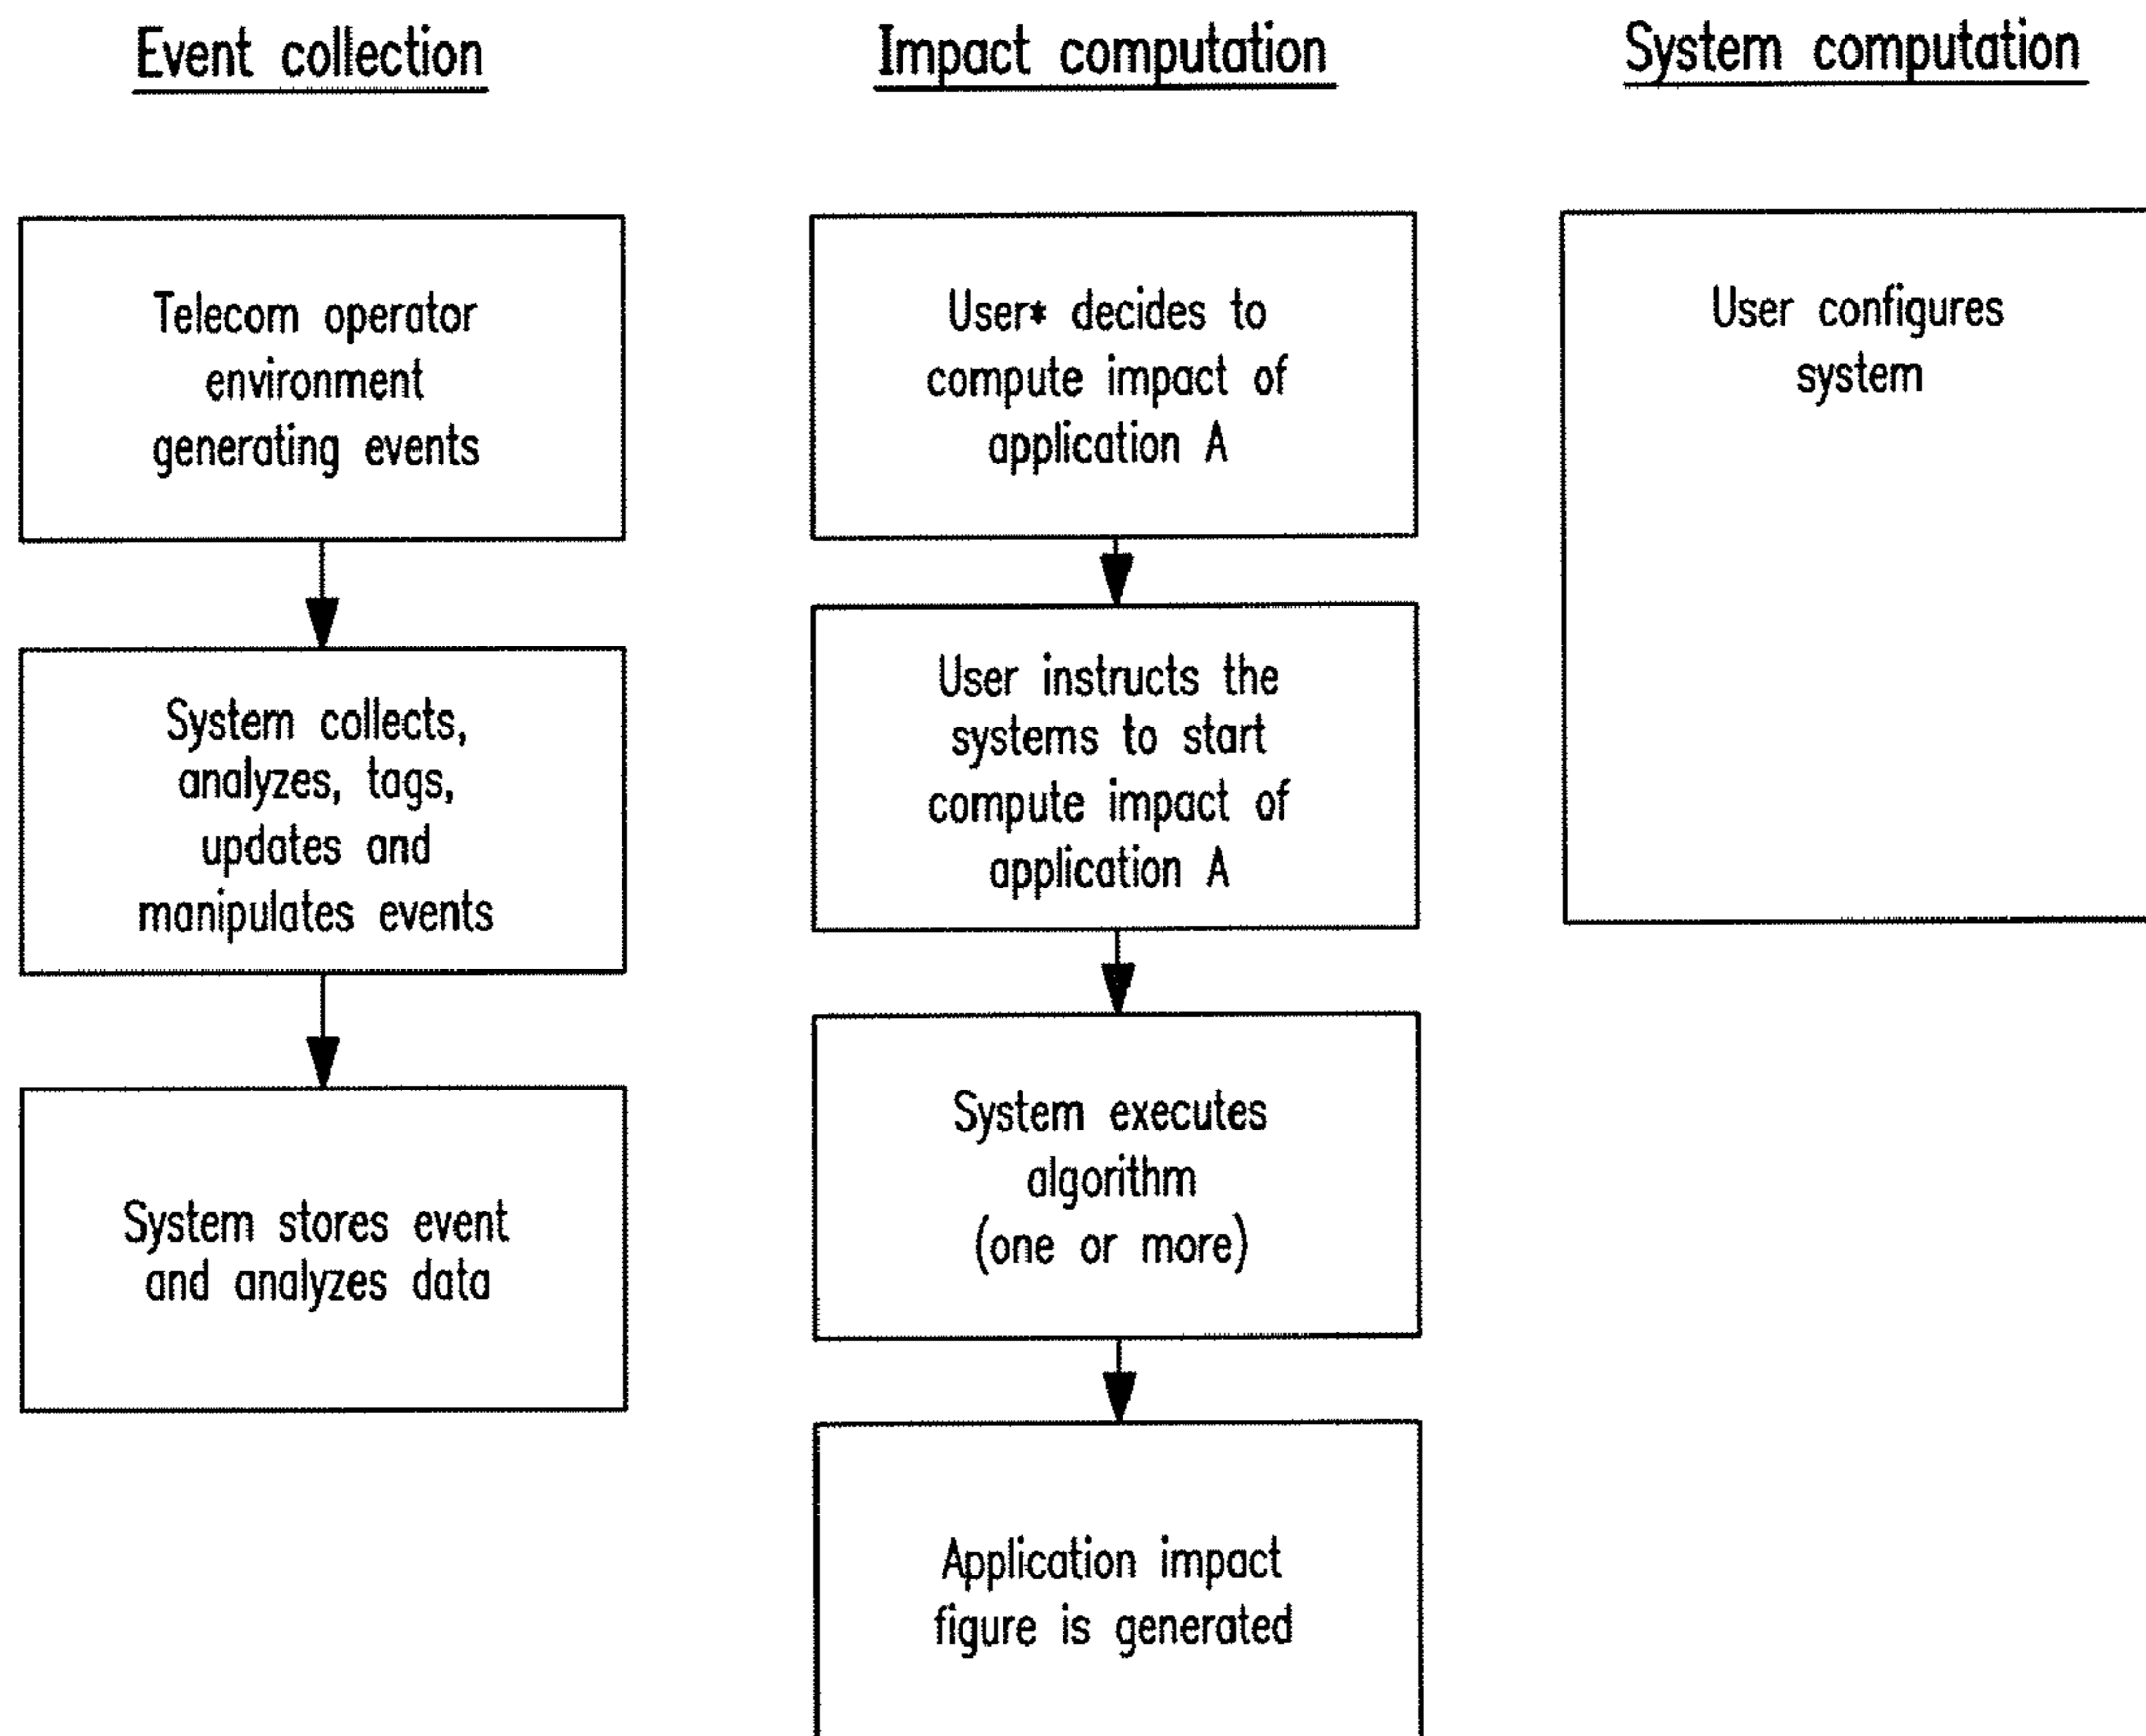 Event collection
Telecom operator
environment
generating events
System collects,
analyzes, tags,
updates and
manipulates events
System stores event
and analyzes data
Impact computation
User* decides to
compute impact of
application A
User instructs the
systems to start
compute impact of
application A
System executes
algorithm
(one or more)
Application impact
figure is generated
System computation
User configures
system